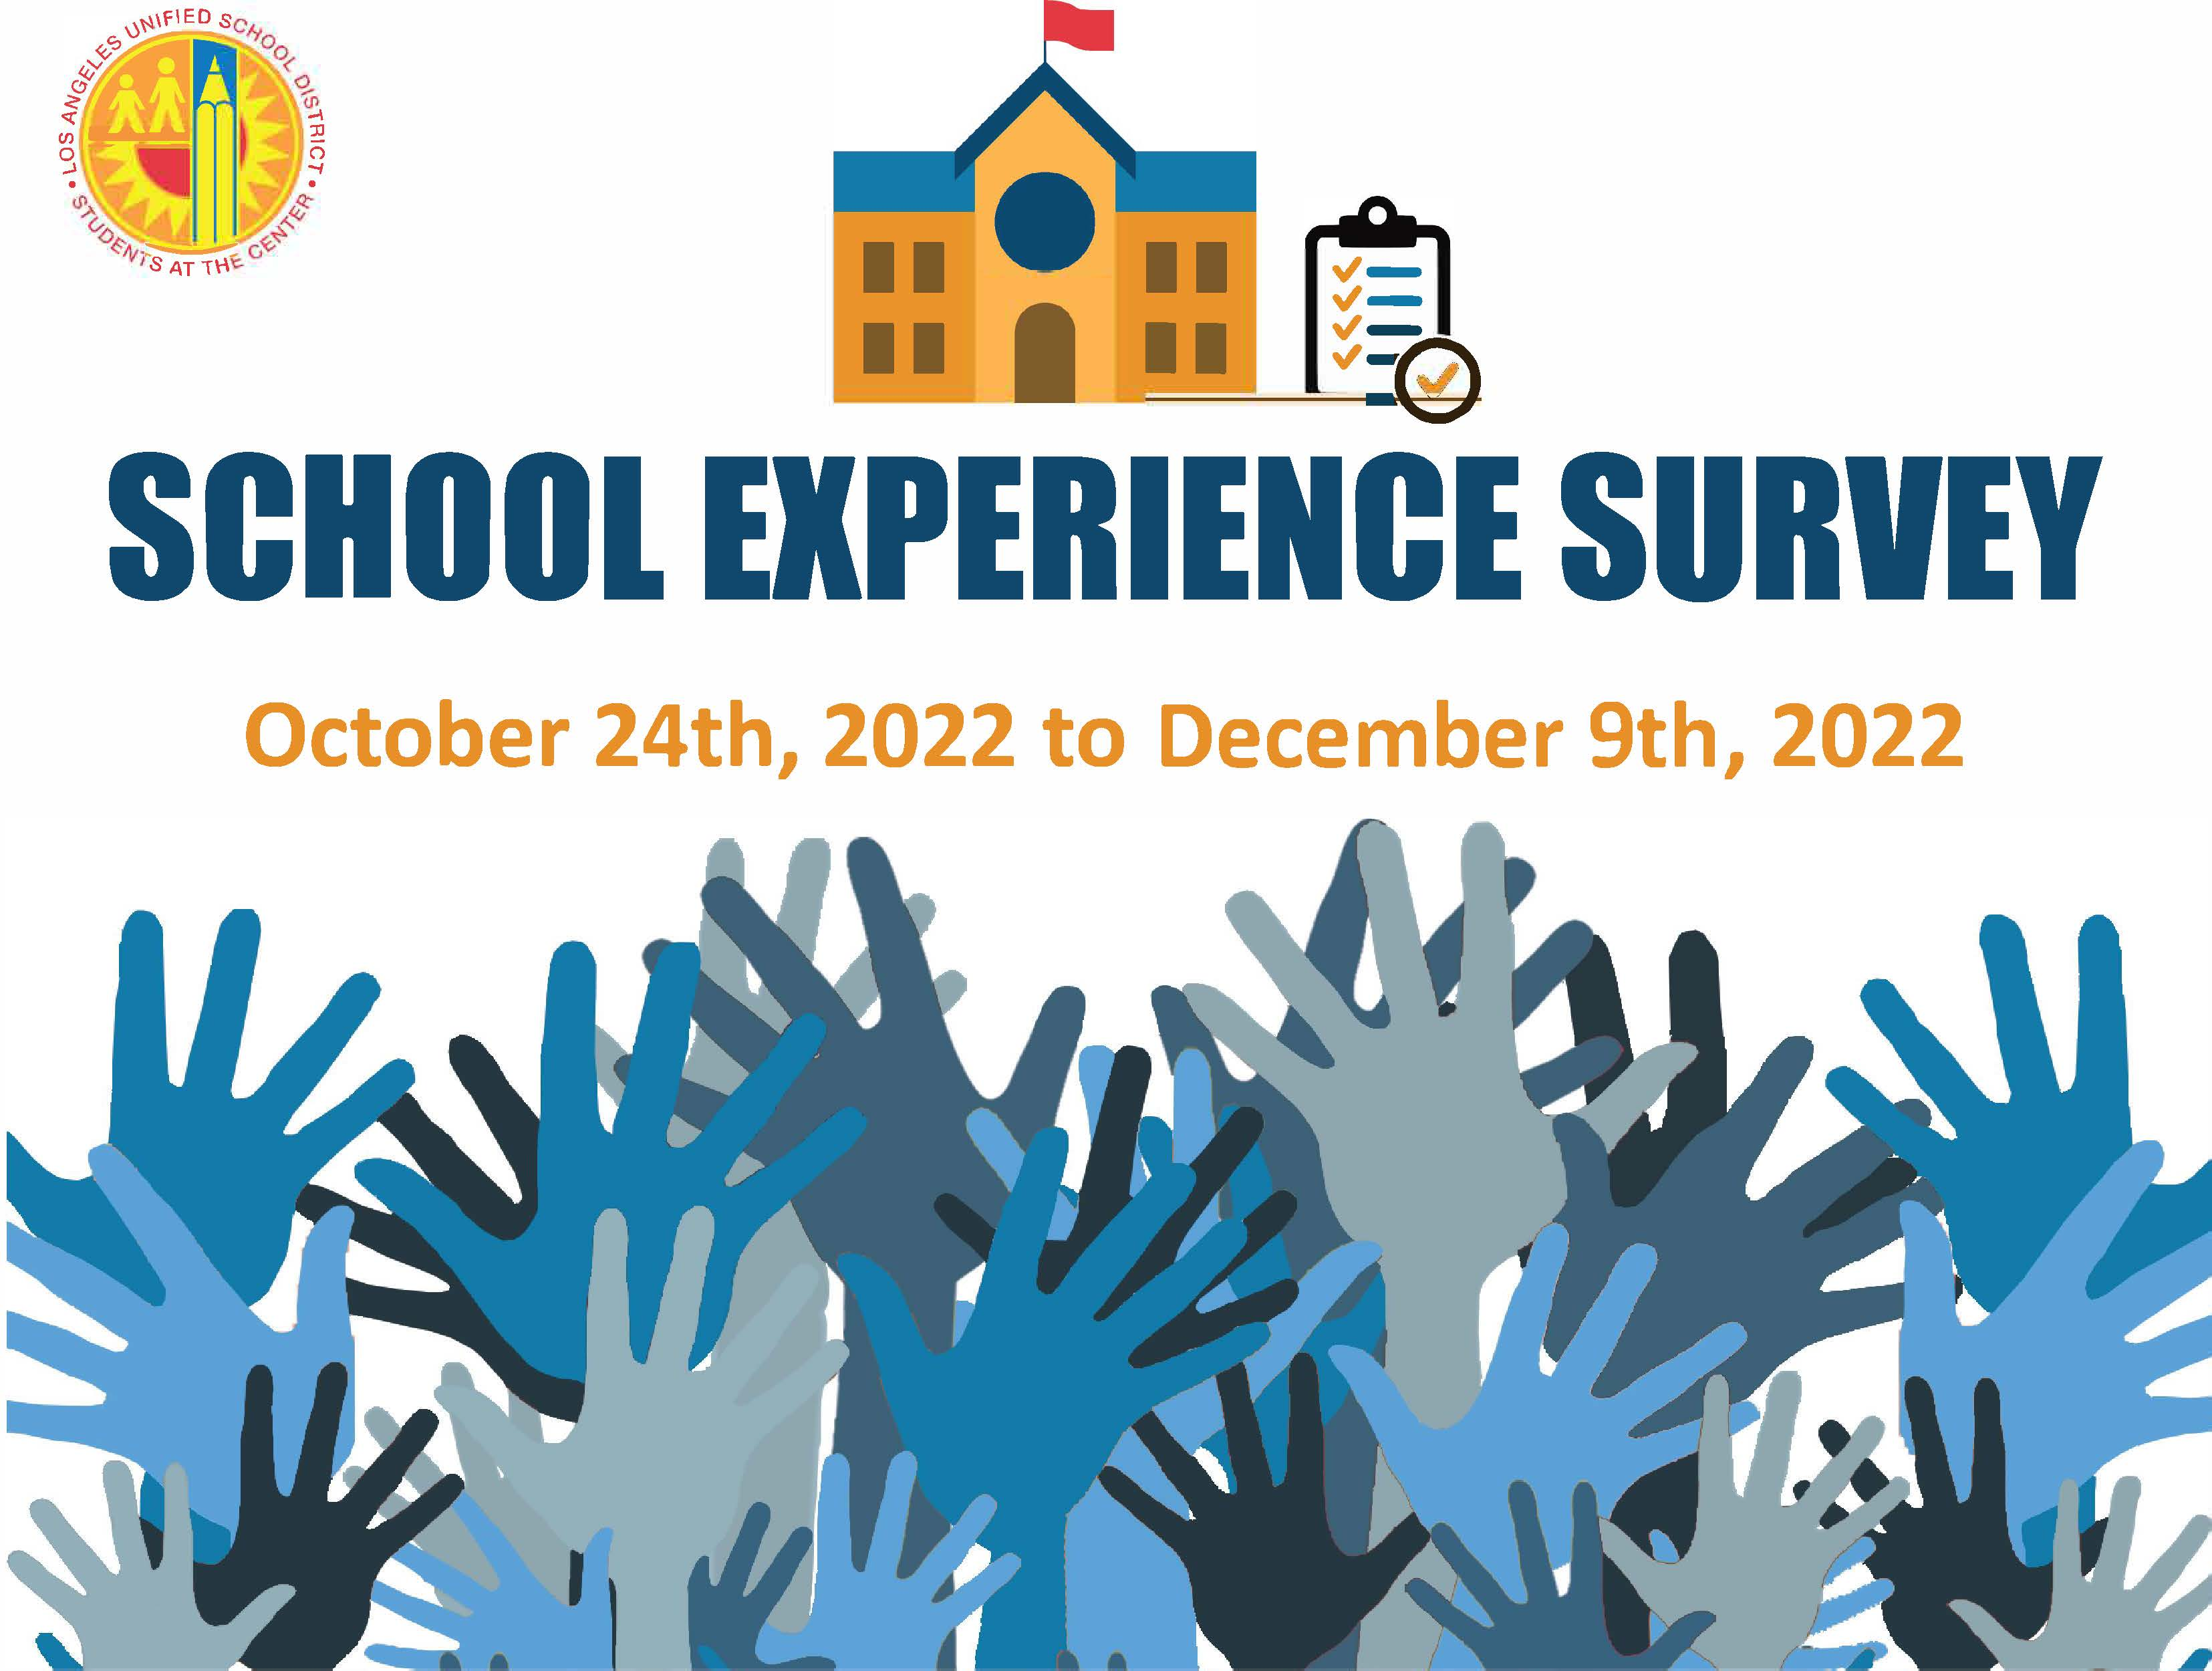 LOS ANGELES UNIFIED SCHOOL DISTRICT
• STUDENTS AT THE CENTER •
SCHOOL EXPERIENCE SURVEY
October 24th, 2022 to December 9th, 2022